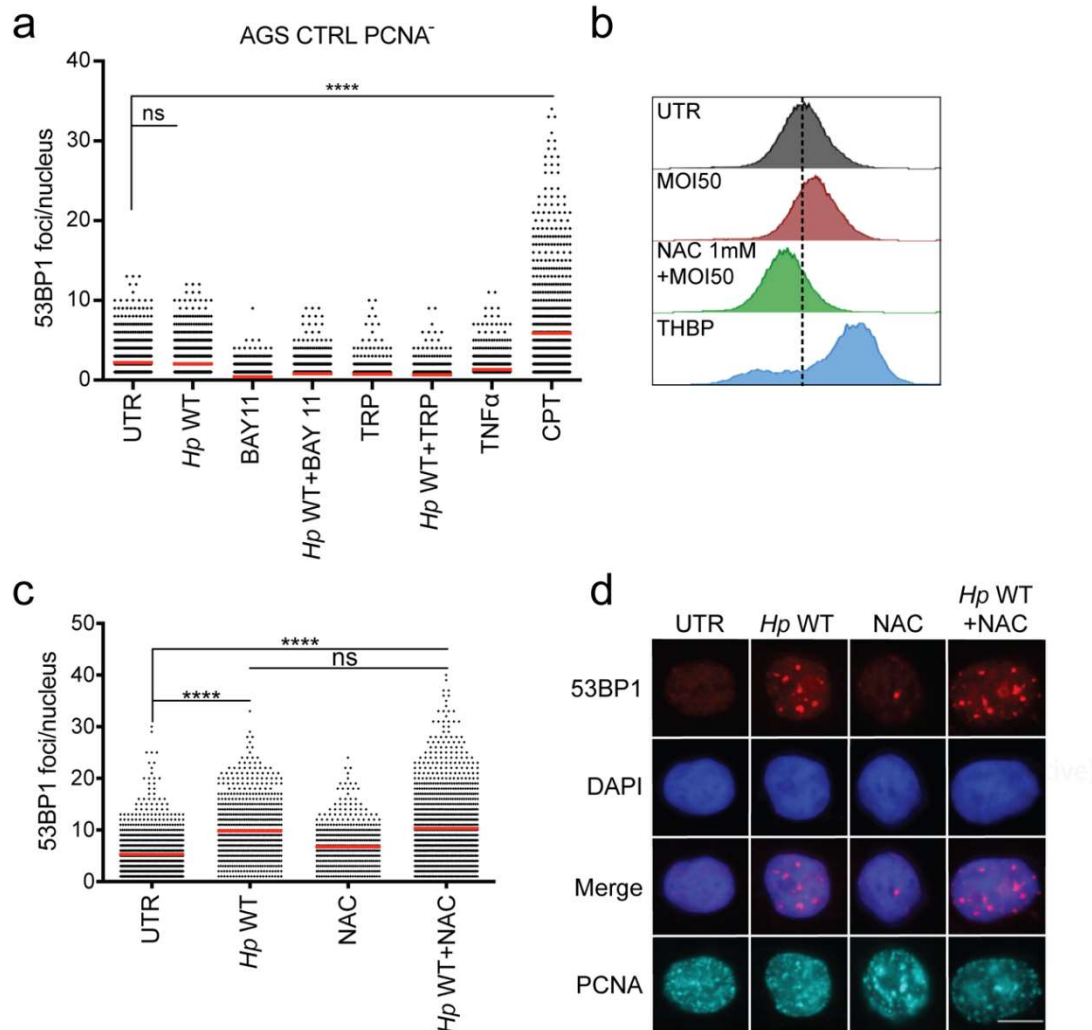 a
AGS CTRL PCNA⁻
53BP1 foci/nucleus
40
30
20
10
0
****
ns
UTR
Hp WT
BAY11
Hp WT+BAY 11
TRP
Hp WT+TRP
TNFα
CPT
b
UTR
MOI50
NAC 1mM
+MOI50
THBP
c
53BP1 foci/nucleus
50
40
30
20
10
0
****
ns
****
UTR
Hp WT
NAC
Hp WT+NAC
d
UTR
Hp WT
NAC
Hp WT
+NAC
53BP1
DAPI
Merge
PCNA